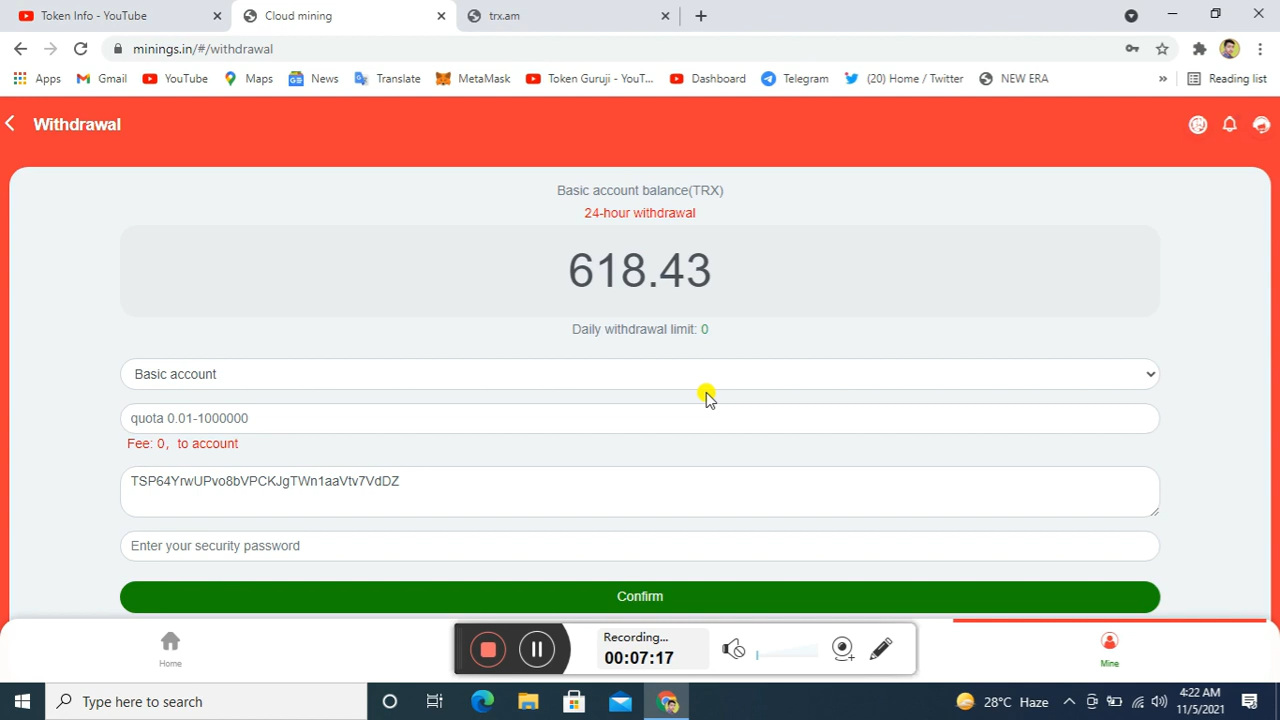 Token Info - YouTube
Cloud mining
trx.am
minings.in/#/withdrawal
Apps
Gmail
YouTube
Maps
News
Translate
MetaMask
Token Guruji - YouT...
Dashboard
Telegram
(20) Home / Twitter
NEW ERA
»
Reading list
Withdrawal
Basic account balance(TRX)
24-hour withdrawal
618.43
Daily withdrawal limit: 0
Basic account
quota 0.01-1000000
Fee: 0，to account
TSP64YrwUPvo8bVPCKJgTWn1aaVtv7VdDZ
Enter your security password
Confirm
Home
Recording...
00:07:17
Mine
Type here to search
28°C Haze
4:22 AM
11/5/2021